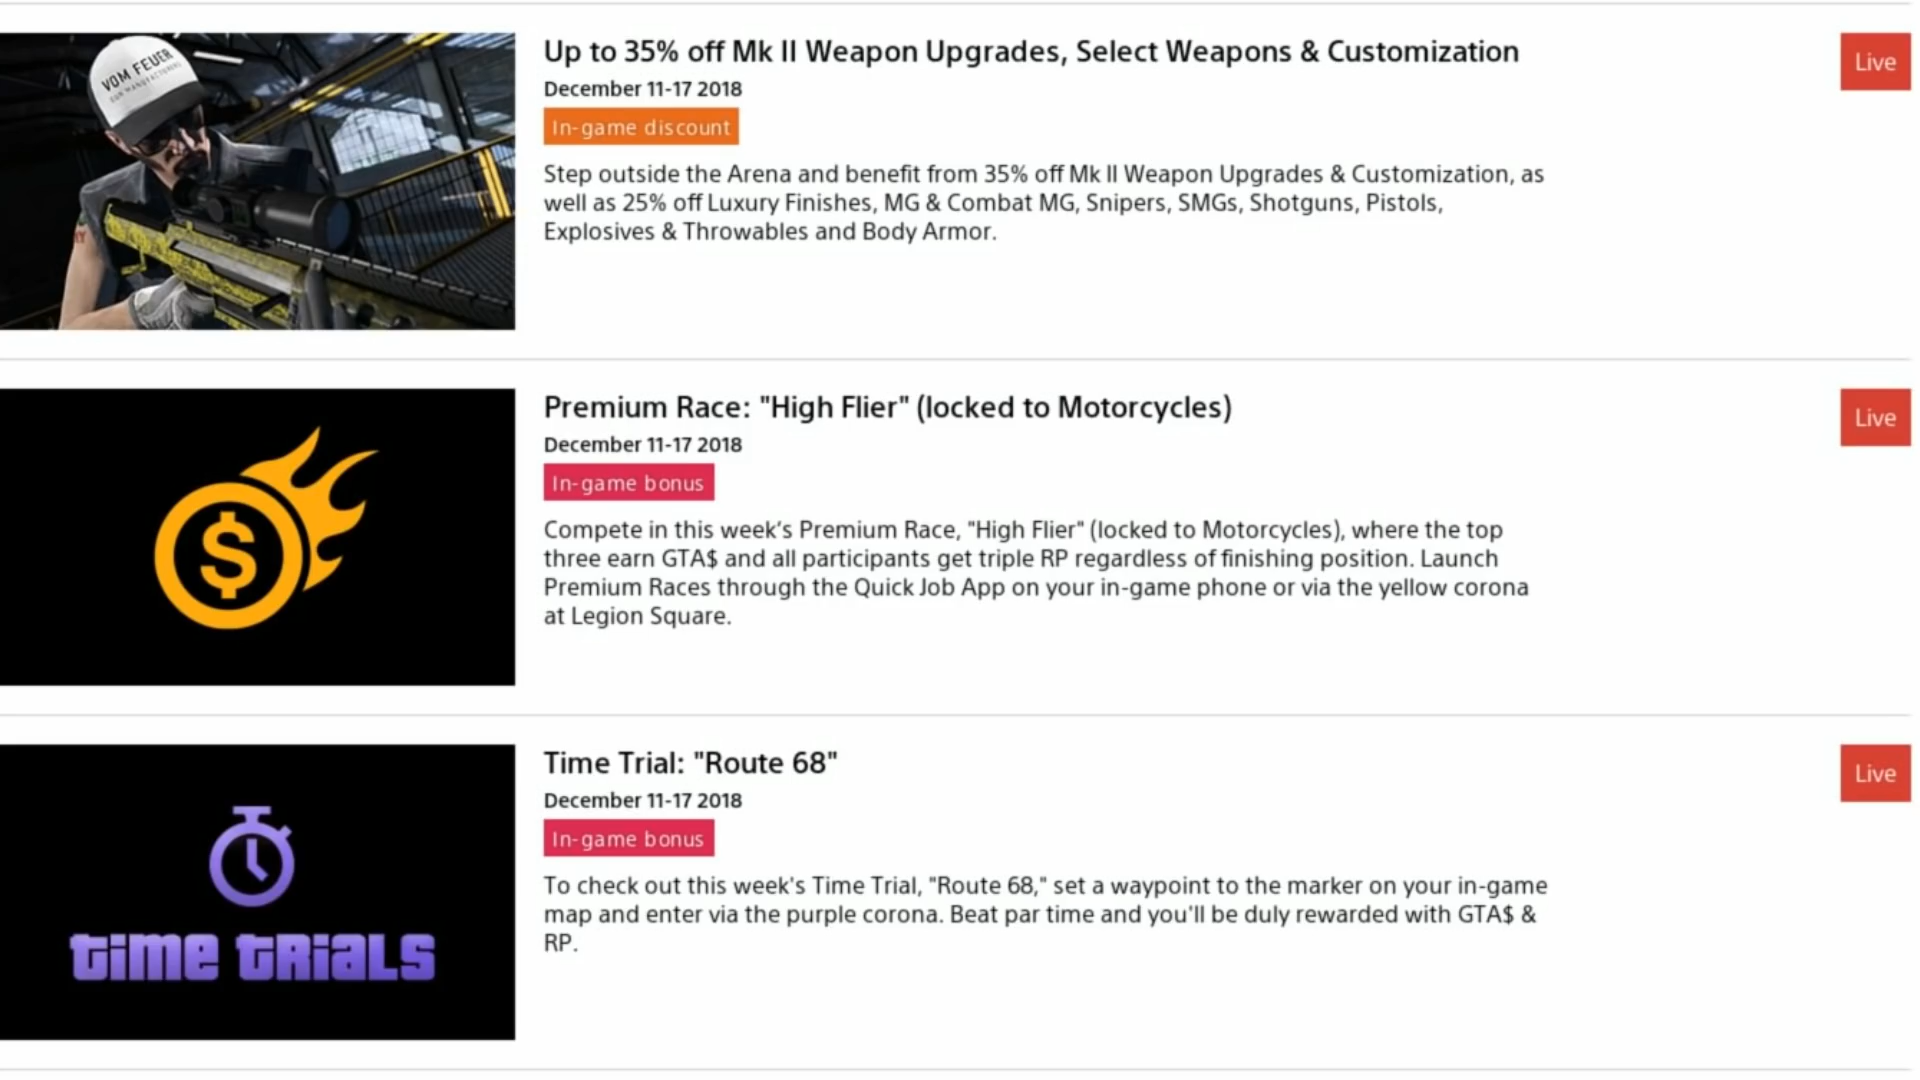 VOM FEUER
GUN MANUFACTURING
Up to 35% off Mk II Weapon Upgrades, Select Weapons & Customization
December 11-17 2018
In-game discount
Step outside the Arena and benefit from 35% off Mk II Weapon Upgrades & Customization, as
well as 25% off Luxury Finishes, MG & Combat MG, Snipers, SMGs, Shotguns, Pistols,
Explosives & Throwables and Body Armor.
Live
$
Premium Race: "High Flier" (locked to Motorcycles)
December 11-17 2018
In-game bonus
Compete in this week's Premium Race, "High Flier" (locked to Motorcycles), where the top
three earn GTA$ and all participants get triple RP regardless of finishing position. Launch
Premium Races through the Quick Job App on your in-game phone or via the yellow corona
at Legion Square.
Live
time trials
Time Trial: "Route 68"
December 11-17 2018
In-game bonus
To check out this week's Time Trial, "Route 68," set a waypoint to the marker on your in-game
map and enter via the purple corona. Beat par time and you'll be duly rewarded with GTA$ &
RP.
Live